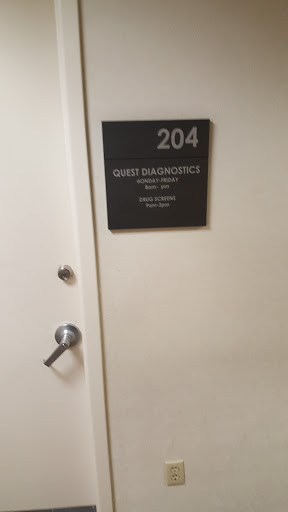 204
QUEST DIAGNOSTICS
MONDAY-FRIDAY
8am- pm
DRUG SCREENS
9am-3pm